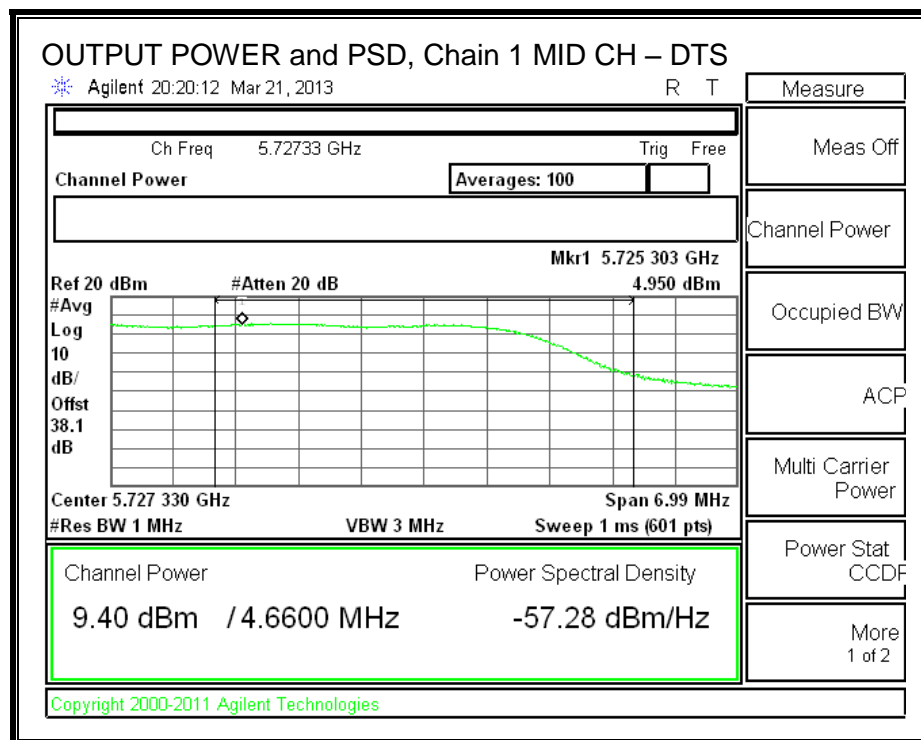 OUTPUT POWER and PSD, Chain 1 MID CH – DTS
Agilent 20:20:12 Mar 21, 2013 R T
Ch Freq 5.72733 GHz Trig Free
Channel Power Averages: 100
Mkr1 5.725 303 GHz
Ref 20 dBm #Atten 20 dB 4.950 dBm
#Avg
Log
10
dB/
Offst
38.1
dB
Center 5.727 330 GHz Span 6.99 MHz
#Res BW 1 MHz VBW 3 MHz Sweep 1 ms (601 pts)
Channel Power Power Spectral Density
9.40 dBm / 4.6600 MHz -57.28 dBm/Hz
Copyright 2000-2011 Agilent Technologies
Measure
Meas Off
Channel Power
Occupied BW
ACP
Multi Carrier
Power
Power Stat
CCDF
More
1 of 2